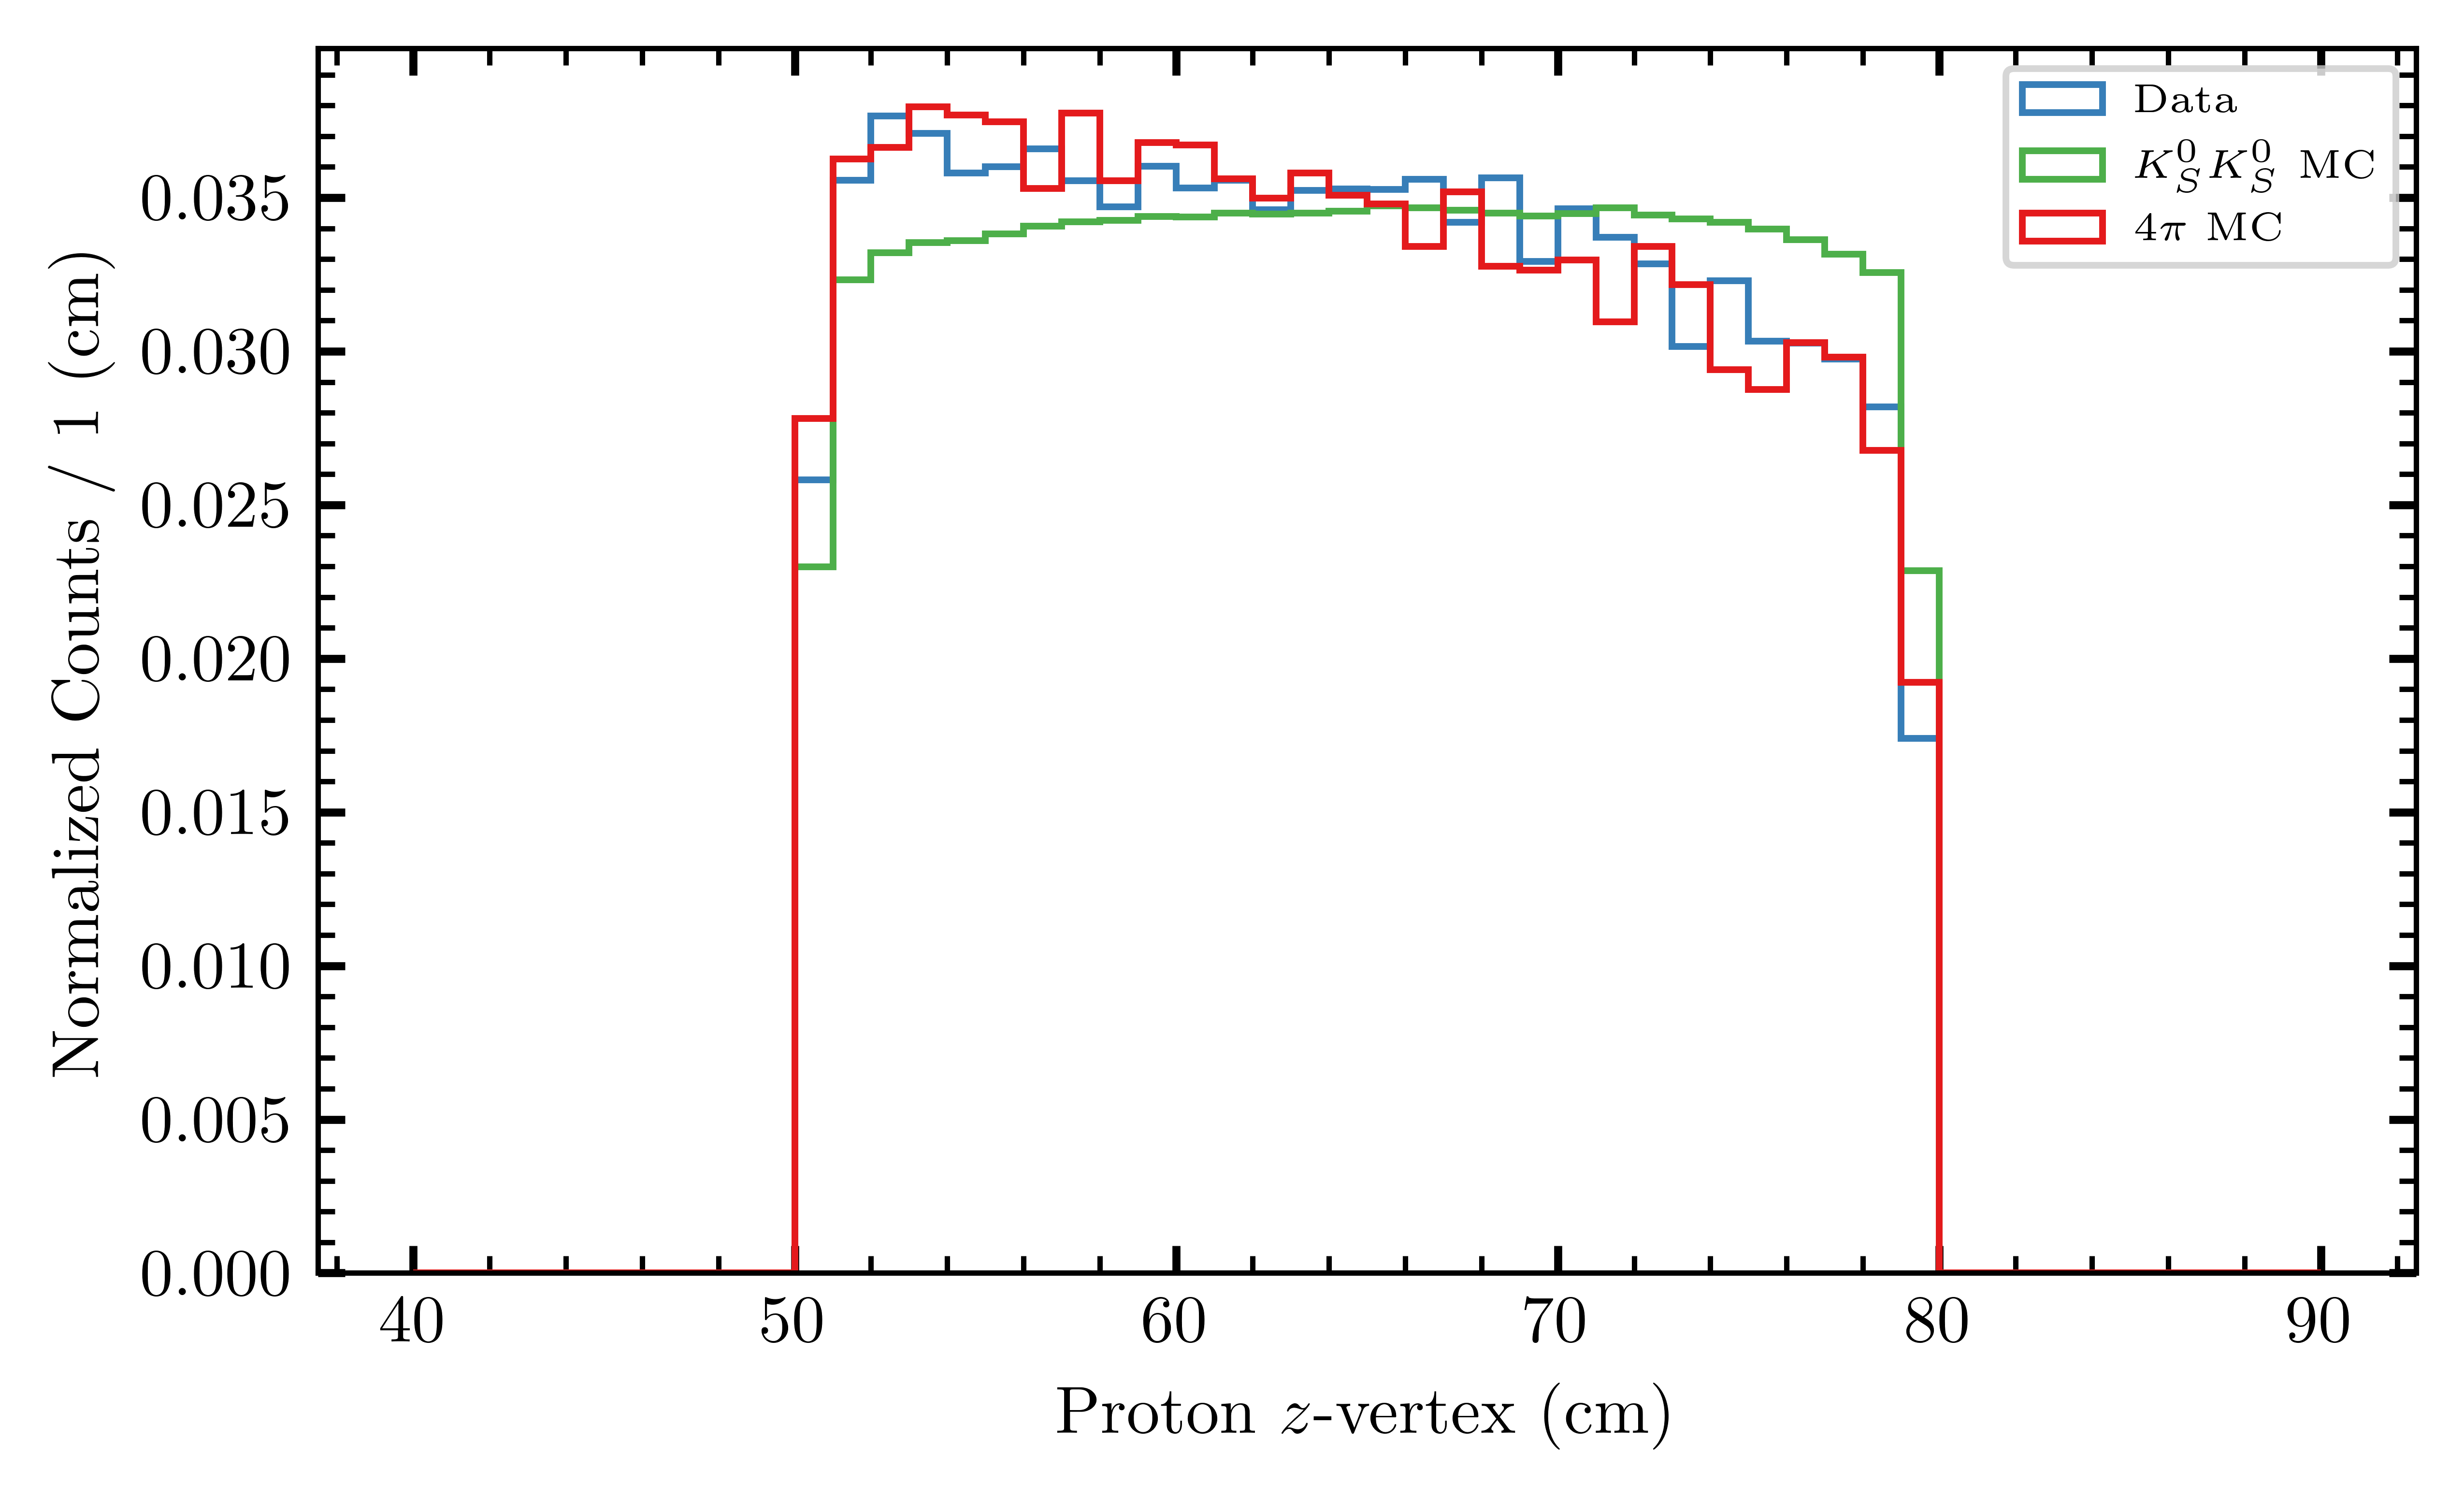 Normalized Counts / 1 (cm)
0.035
0.030
0.025
0.020
0.015
0.010
0.005
0.000
40 50 60 70 80 90
Proton z-vertex (cm)
Data
K_S^0 K_S^0 MC
4π MC